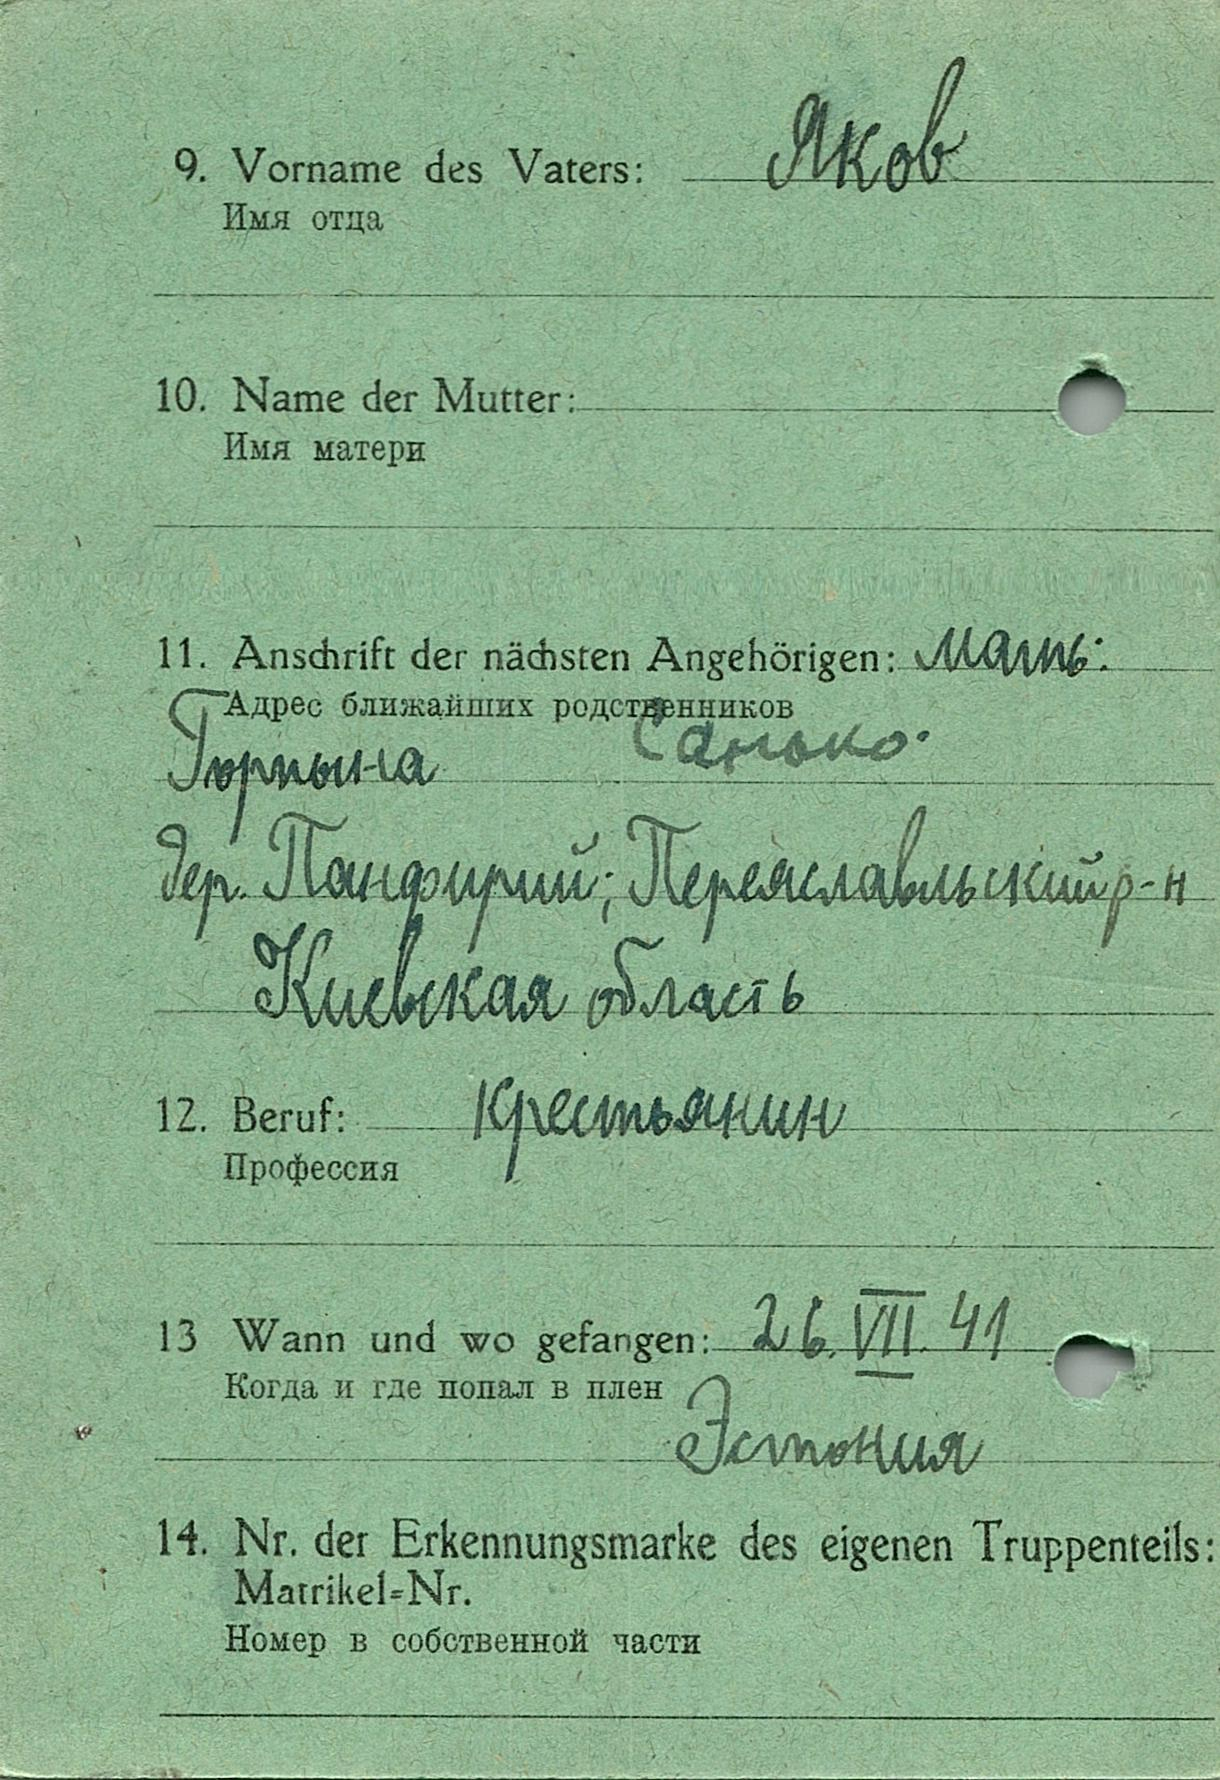 9. Vorname des Vaters: Яков
Имя отца
10. Name der Mutter:
Имя матери
11. Anschrift der nächsten Angehörigen: мать:
Адрес ближайших родственников
Горпына Санько.
дер. Панфирий; Переяславльский р-н
Киевская область
12. Beruf: Крестьянин
Профессия
13 Wann und wo gefangen: 26. VII. 41
Когда и где попал в плен
Эстония
14. Nr. der Erkennungsmarke des eigenen Truppenteils:
Matrikel=Nr.
Номер в собственной части